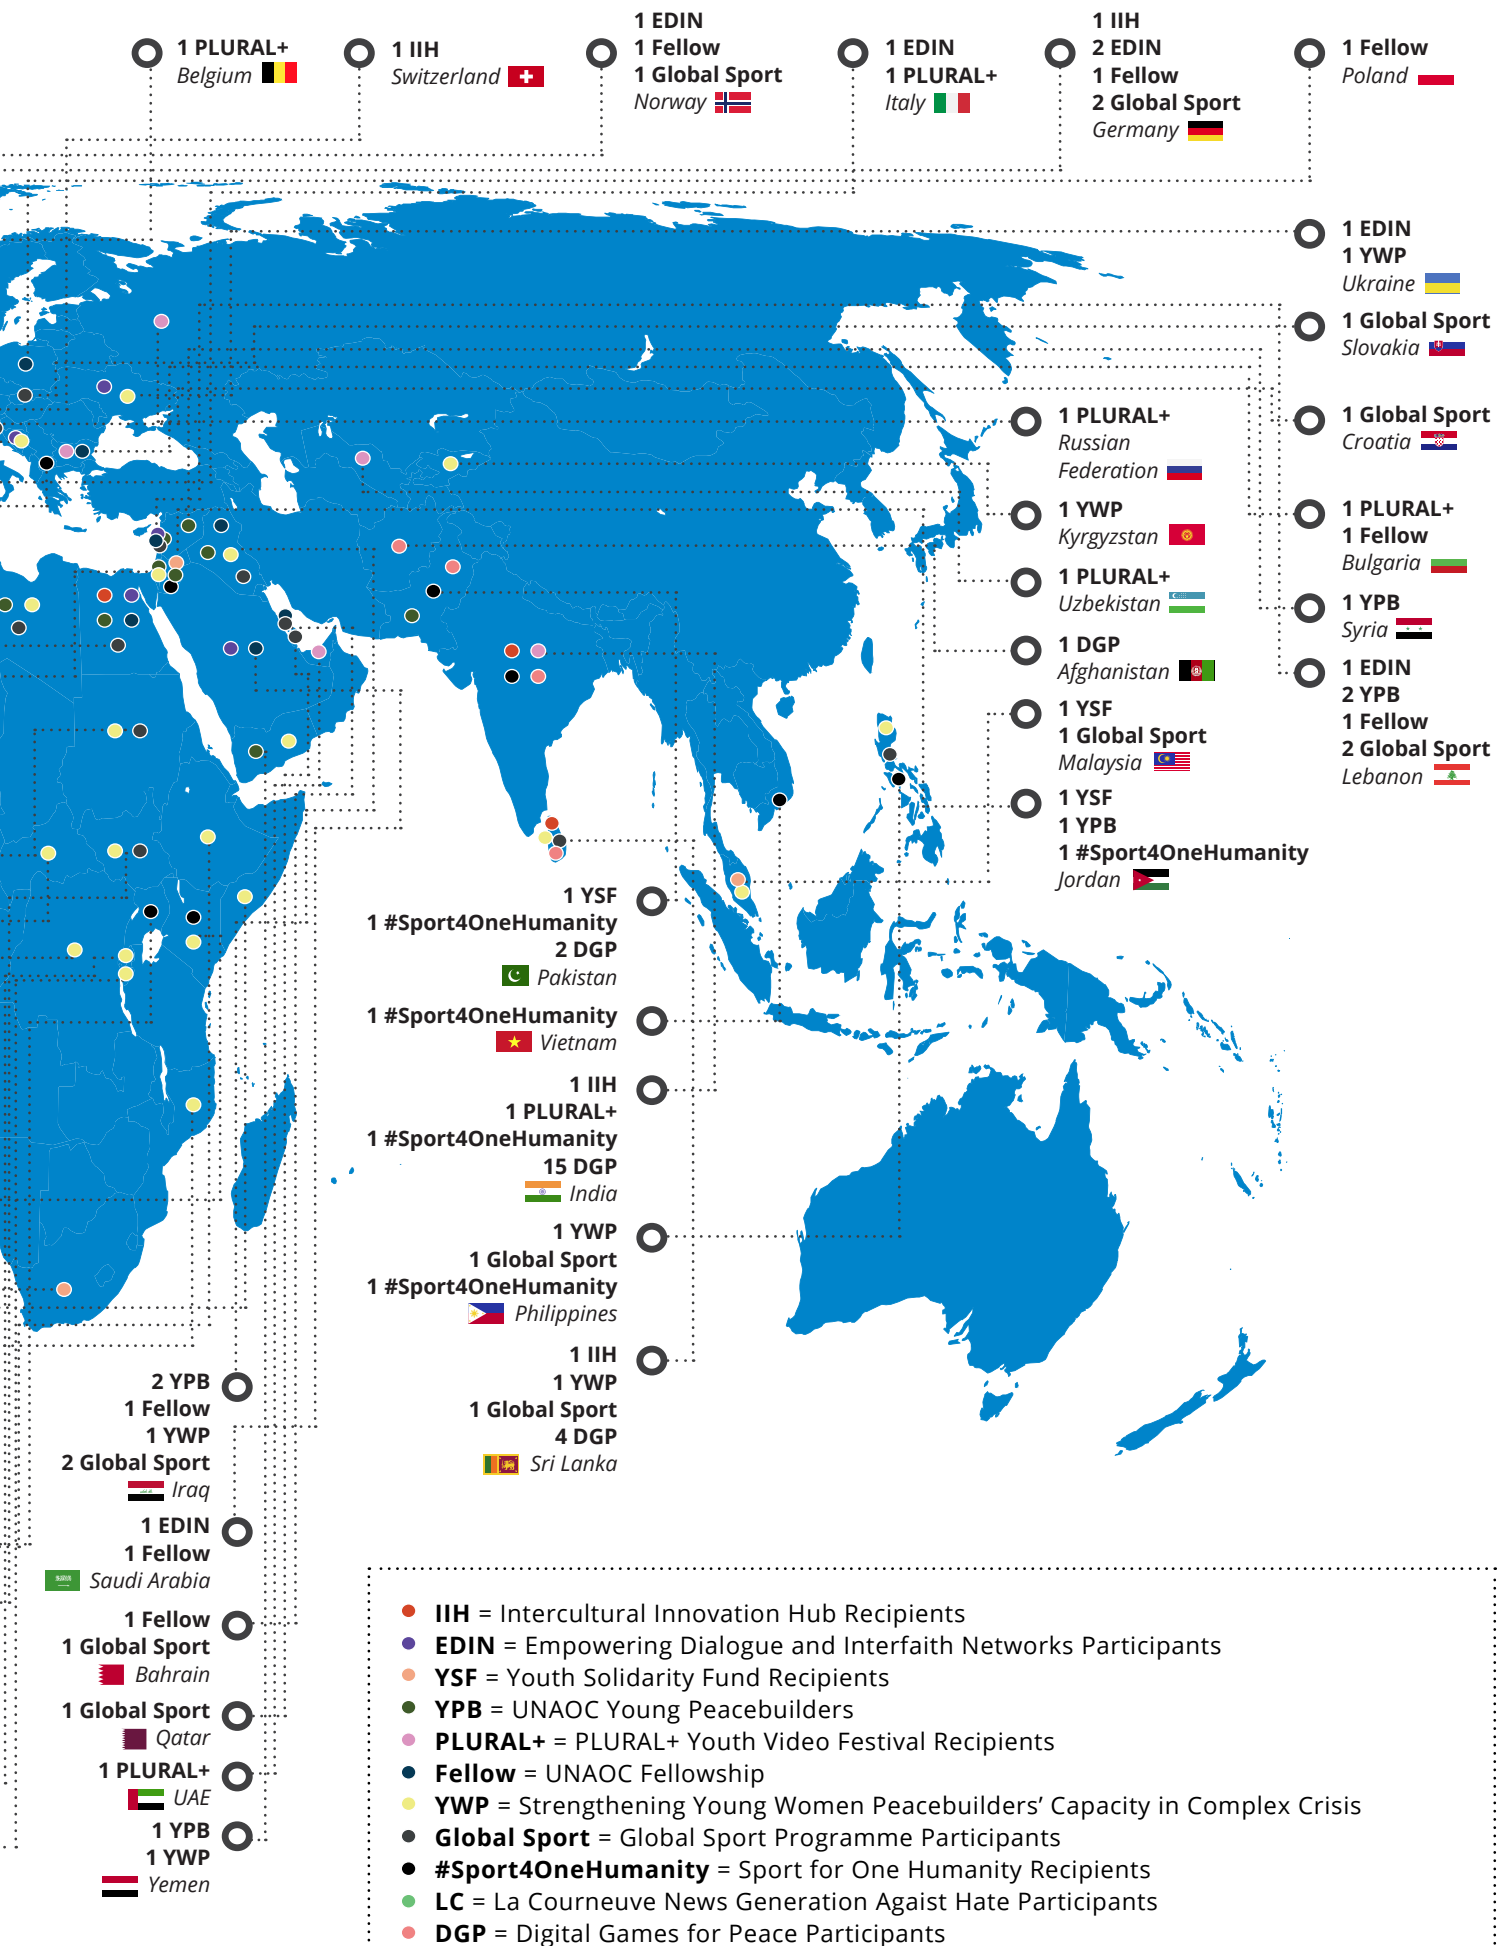 1 PLURAL+
Belgium
1 IIH
Switzerland
1 EDIN
1 Fellow
1 Global Sport
Norway
1 EDIN
1 PLURAL+
Italy
1 IIH
2 EDIN
1 Fellow
2 Global Sport
Germany
1 Fellow
Poland
1 EDIN
1 YWP
Ukraine
1 Global Sport
Slovakia
1 Global Sport
Croatia
1 PLURAL+
1 Fellow
Bulgaria
1 YPB
Syria
1 EDIN
2 YPB
1 Fellow
2 Global Sport
Lebanon
1 PLURAL+
Russian
Federation
1 YWP
Kyrgyzstan
1 PLURAL+
Uzbekistan
1 DGP
Afghanistan
1 YSF
1 Global Sport
Malaysia
1 YSF
1 YPB
1 #Sport4OneHumanity
Jordan
1 YSF
1 #Sport4OneHumanity
2 DGP
Pakistan
1 #Sport4OneHumanity
Vietnam
1 IIH
1 PLURAL+
1 #Sport4OneHumanity
15 DGP
India
1 YWP
1 Global Sport
1 #Sport4OneHumanity
Philippines
1 IIH
1 YWP
1 Global Sport
4 DGP
Sri Lanka
2 YPB
1 Fellow
1 YWP
2 Global Sport
Iraq
1 EDIN
1 Fellow
Saudi Arabia
1 Fellow
1 Global Sport
Bahrain
1 Global Sport
Qatar
1 PLURAL+
UAE
1 YPB
1 YWP
Yemen
IIH = Intercultural Innovation Hub Recipients
EDIN = Empowering Dialogue and Interfaith Networks Participants
YSF = Youth Solidarity Fund Recipients
YPB = UNAOC Young Peacebuilders
PLURAL+ = PLURAL+ Youth Video Festival Recipients
Fellow = UNAOC Fellowship
YWP = Strengthening Young Women Peacebuilders’ Capacity in Complex Crisis
Global Sport = Global Sport Programme Participants
#Sport4OneHumanity = Sport for One Humanity Recipients
LC = La Courneuve News Generation Agaist Hate Participants
DGP = Digital Games for Peace Participants